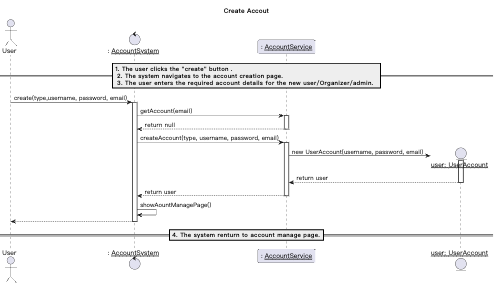 Create Accout
User
: AccountSystem
: AccountService
1. The user clicks the "create" button .
2. The system navigates to the account creation page.
3. The user enters the required account details for the new user/Organizer/admin.
create(type,username, password, email)
getAccount(email)
return null
createAccount(type, username, password, email)
new UserAccount(username, password, email)
user: UserAccount
return user
return user
showAountManagePage()
4. The system renturn to account manage page.
User
: AccountSystem
: AccountService
user: UserAccount